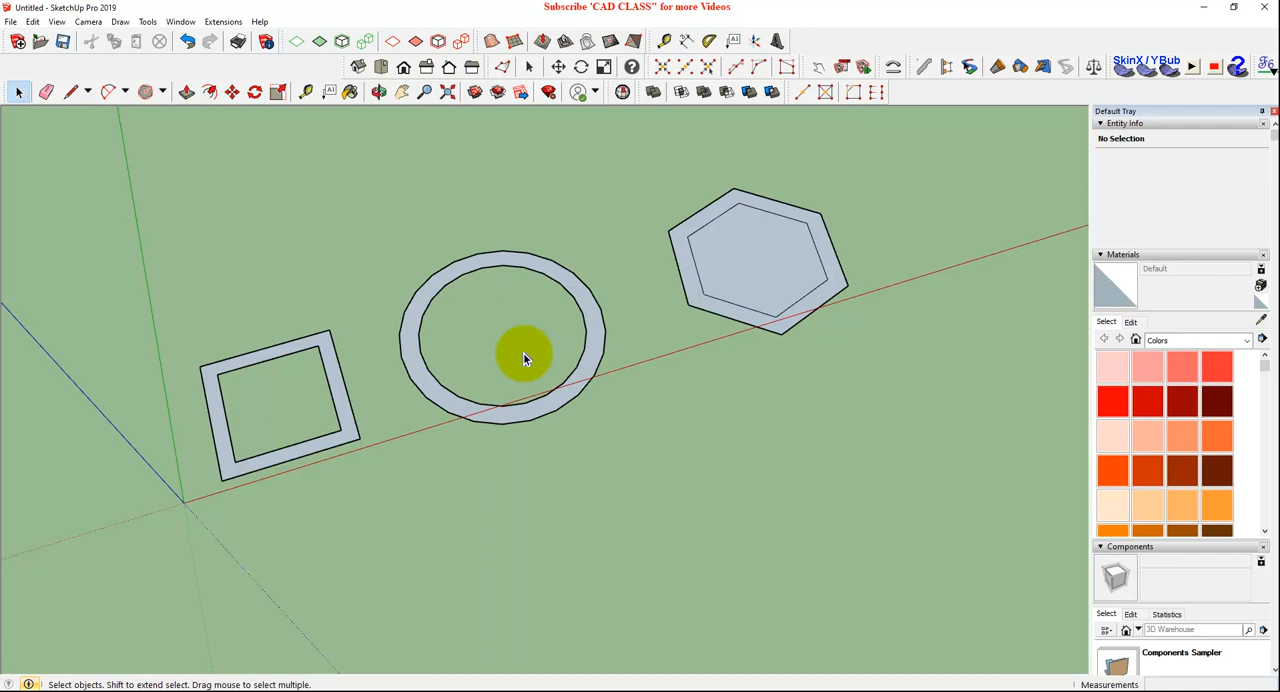 Untitled - SketchUp Pro 2019
Subscribe 'CAD CLASS" for more Videos
File Edit View Camera Draw Tools Window Extensions Help
SkinX / YBub
Default Tray
Entity Info
No Selection
Materials
Default
Select Edit
Colors
Components
Select Edit Statistics
3D Warehouse
Components Sampler
Select objects. Shift to extend select. Drag mouse to select multiple.
Measurements